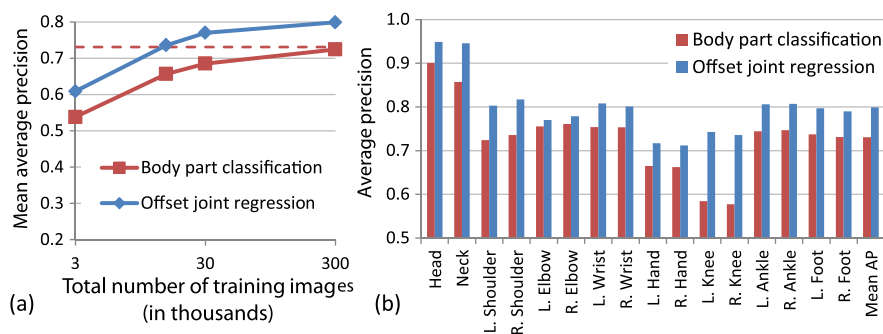 0.8
0.7
0.6
0.5
0.4
0.3
0.2
Mean average precision
Body part classification
Offset joint regression
3
30
300
Total number of training images
(in thousands)
(a)
1.0
0.9
0.8
0.7
0.6
0.5
Average precision
Body part classification
Offset joint regression
Head
Neck
L. Shoulder
R. Shoulder
L. Elbow
R. Elbow
L. Wrist
R. Wrist
L. Hand
R. Hand
L. Knee
R. Knee
L. Ankle
R. Ankle
L. Foot
R. Foot
Mean AP
(b)